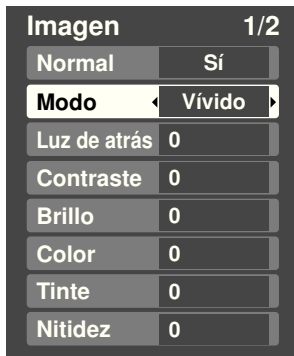 Imagen 1/2
Normal Sí
Modo Vívido
Luz de atrás 0
Contraste 0
Brillo 0
Color 0
Tinte 0
Nitidez 0